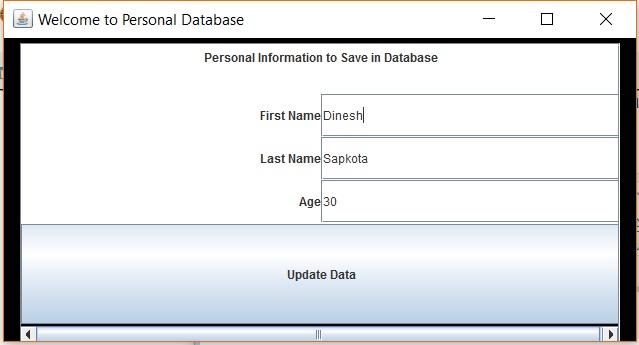 Welcome to Personal Database
Personal Information to Save in Database
First Name Dinesh
Last Name Sapkota
Age 30
Update Data